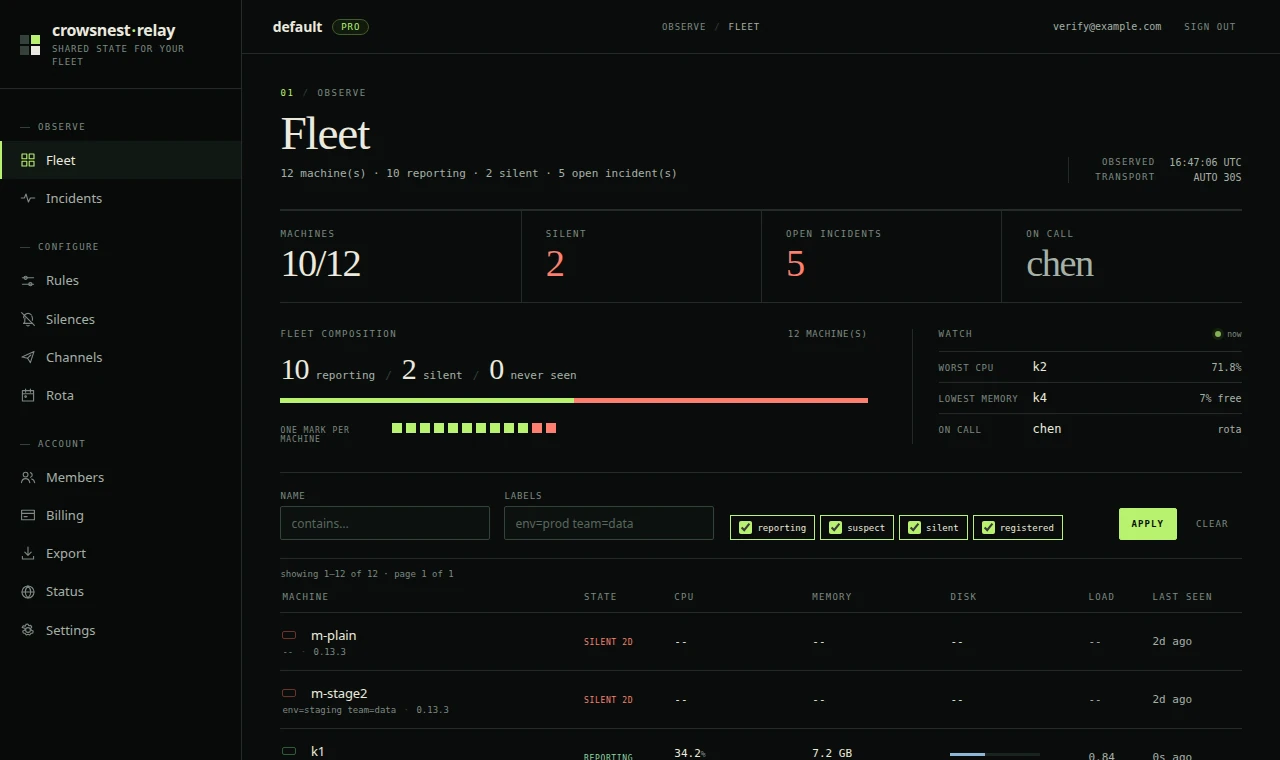 crowsnest·relay
SHARED STATE FOR YOUR
FLEET
default PRO
OBSERVE / FLEET
verify@example.com SIGN OUT
— OBSERVE
Fleet
Incidents
— CONFIGURE
Rules
Silences
Channels
Rota
— ACCOUNT
Members
Billing
Export
Status
Settings
01 / OBSERVE
Fleet
12 machine(s) · 10 reporting · 2 silent · 5 open incident(s)
OBSERVED 16:47:06 UTC
TRANSPORT AUTO 30S
MACHINES SILENT OPEN INCIDENTS ON CALL
10/12 2 5 chen
FLEET COMPOSITION 12 MACHINE(S)
10 reporting / 2 silent / 0 never seen
ONE MARK PER
MACHINE
WATCH now
WORST CPU k2 71.8%
LOWEST MEMORY k4 7% free
ON CALL chen rota
NAME LABELS
contains... env=prod team=data reporting suspect silent registered APPLY CLEAR
showing 1–12 of 12 · page 1 of 1
MACHINE STATE CPU MEMORY DISK LOAD LAST SEEN
m-plain SILENT 2D -- -- -- -- 2d ago
-- · 0.13.3
m-stage2 SILENT 2D -- -- -- -- 2d ago
env=staging team=data · 0.13.3
k1 REPORTING 34.2% 7.2 GB 0.84 0s ago